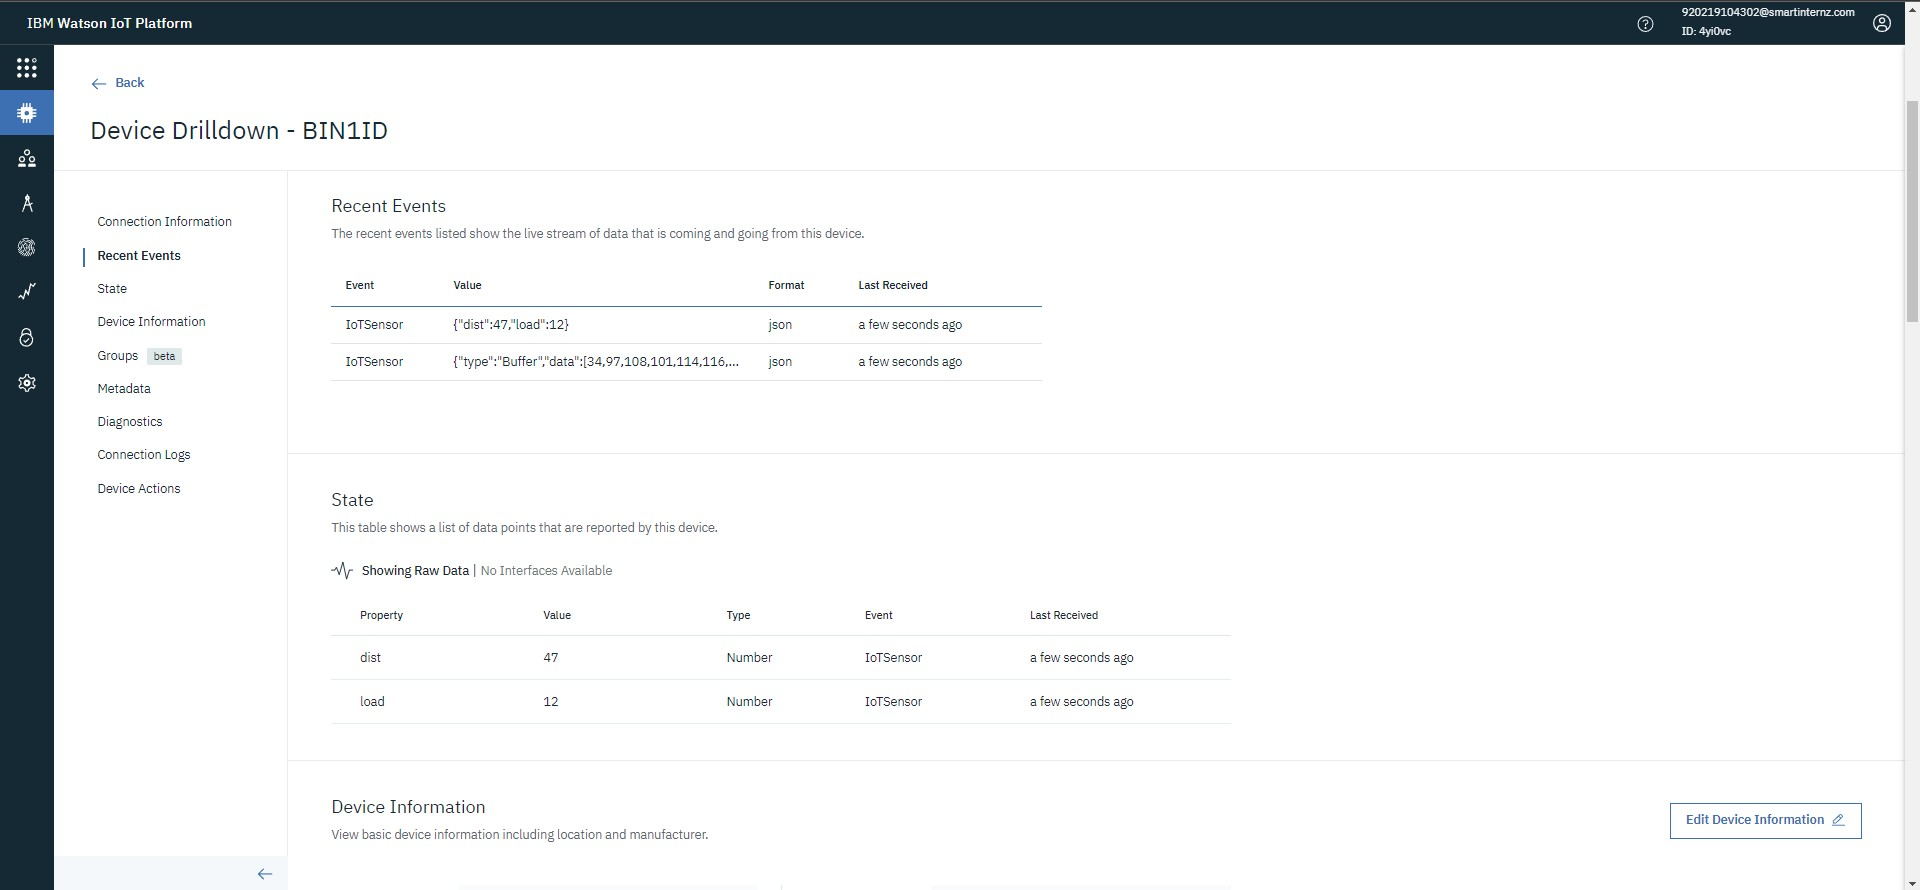 IBM Watson IoT Platform
920219104302@smartinternz.com
ID: 4yi0vc
Back
Device Drilldown - BIN1ID
Connection Information
Recent Events
State
Device Information
Groups beta
Metadata
Diagnostics
Connection Logs
Device Actions
Recent Events
The recent events listed show the live stream of data that is coming and going from this device.
Event Value Format Last Received
IoTSensor {"dist":47,"load":12} json a few seconds ago
IoTSensor {"type":"Buffer","data":[34,97,108,101,114,116,... json a few seconds ago
State
This table shows a list of data points that are reported by this device.
Showing Raw Data | No Interfaces Available
Property Value Type Event Last Received
dist 47 Number IoTSensor a few seconds ago
load 12 Number IoTSensor a few seconds ago
Device Information
View basic device information including location and manufacturer.
Edit Device Information